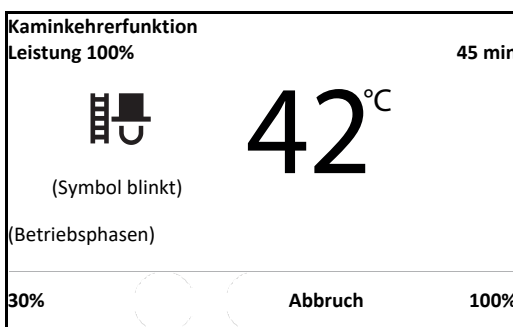 Kaminkehrerfunktion
Leistung 100% 45 min
42 °C
(Symbol blinkt)
(Betriebsphasen)
30% Abbruch 100%